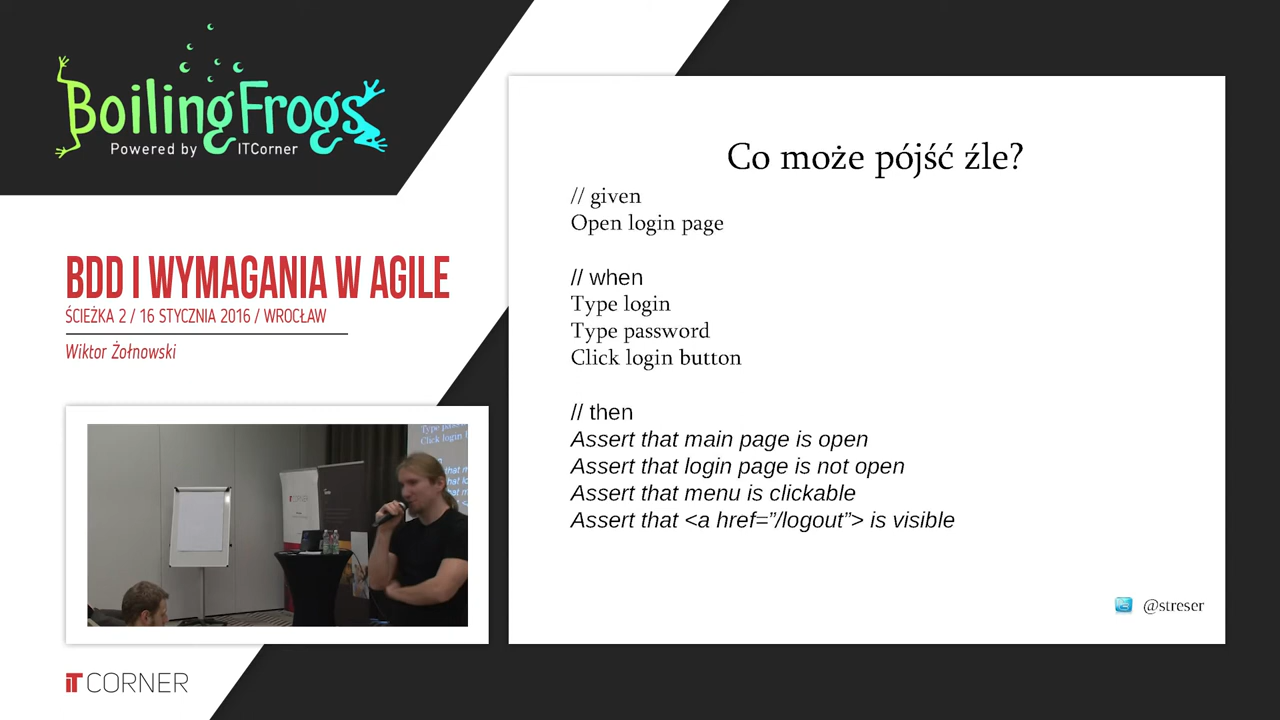 BoilingFrogs
Powered by ITCorner
BDD I WYMAGANIA W AGILE
ŚCIEŻKA 2 / 16 STYCZNIA 2016 / WROCŁAW
Wiktor Żołnowski
IT CORNER
Co może pójść źle?
// given
Open login page
// when
Type login
Type password
Click login button
// then
Assert that main page is open
Assert that login page is not open
Assert that menu is clickable
Assert that <a href=”/logout”> is visible
@streser